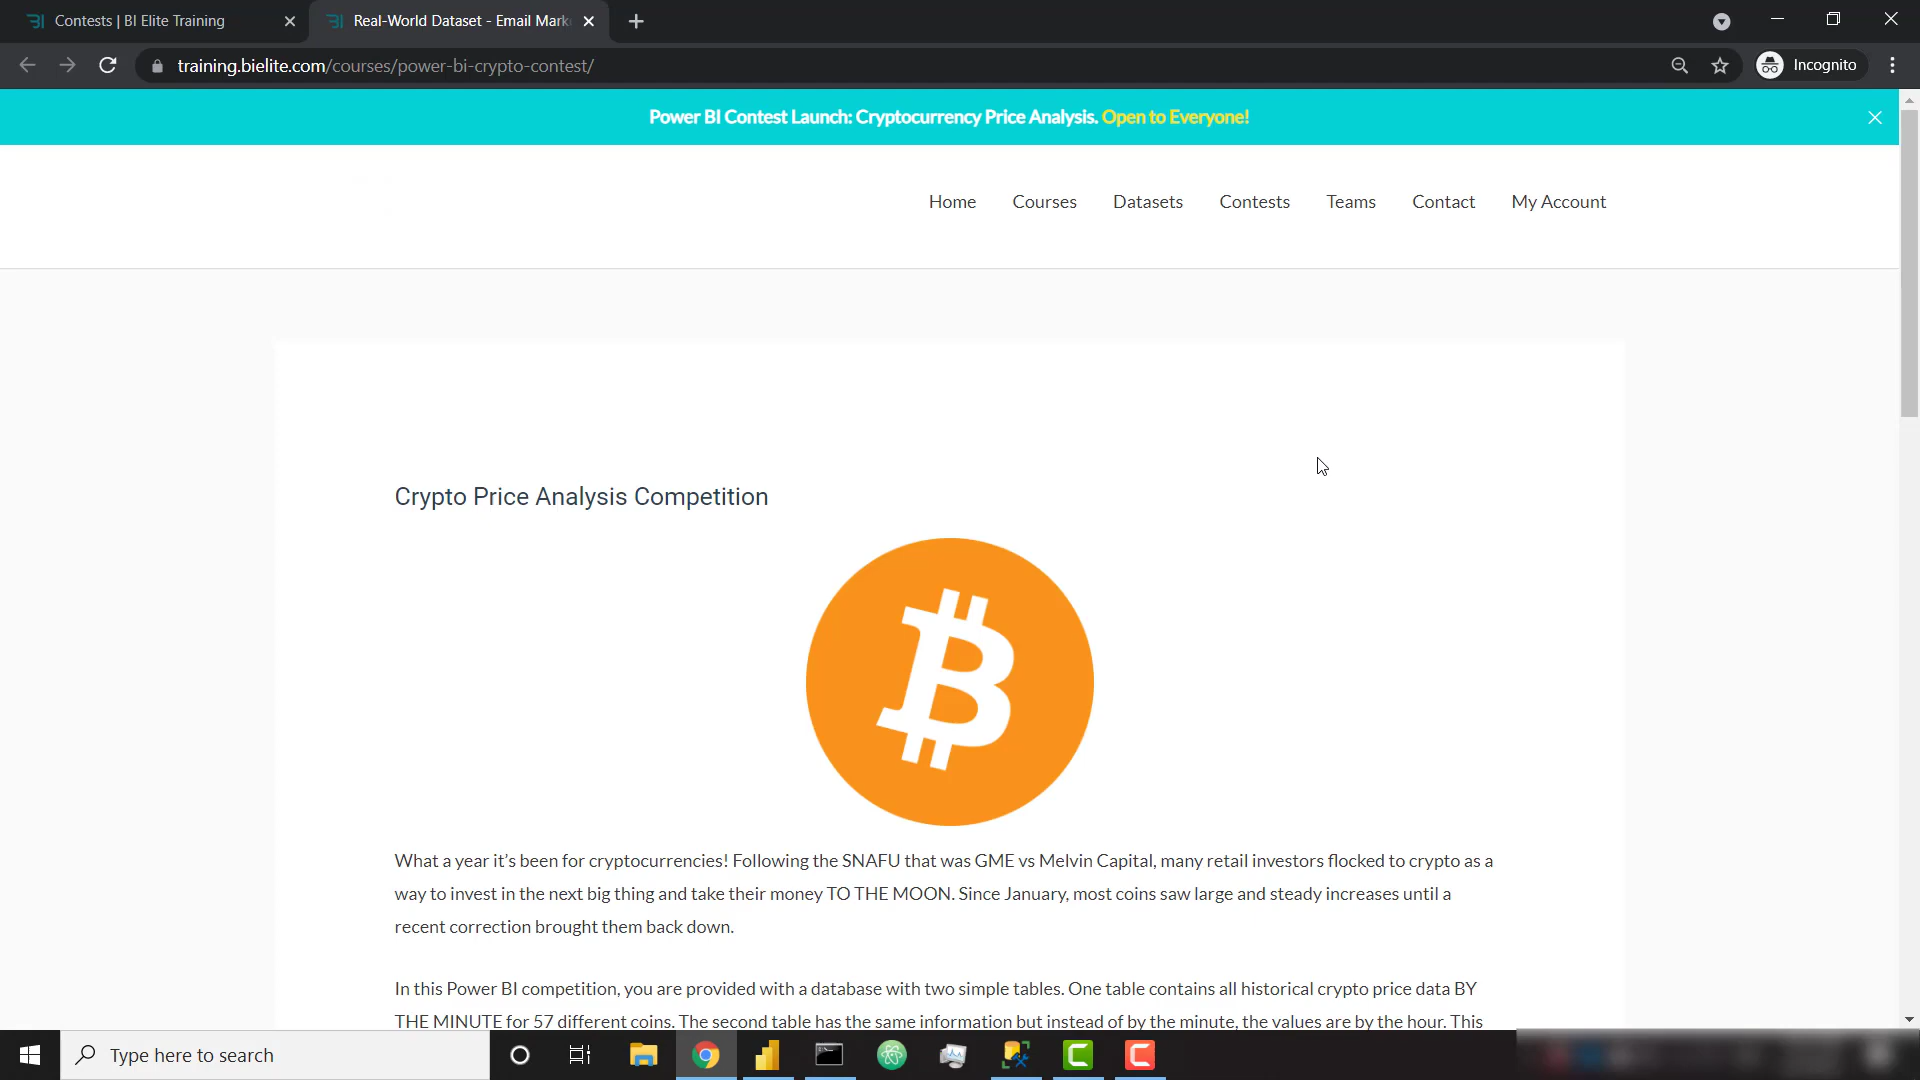 Contests | BI Elite Training
Real-World Dataset - Email Mark
training.bielite.com/courses/power-bi-crypto-contest/
Incognito
Power BI Contest Launch: Cryptocurrency Price Analysis. Open to Everyone!
Home Courses Datasets Contests Teams Contact My Account
Crypto Price Analysis Competition
What a year it’s been for cryptocurrencies! Following the SNAFU that was GME vs Melvin Capital, many retail investors flocked to crypto as a
way to invest in the next big thing and take their money TO THE MOON. Since January, most coins saw large and steady increases until a
recent correction brought them back down.
In this Power BI competition, you are provided with a database with two simple tables. One table contains all historical crypto price data BY
THE MINUTE for 57 different coins. The second table has the same information but instead of by the minute, the values are by the hour. This
Type here to search